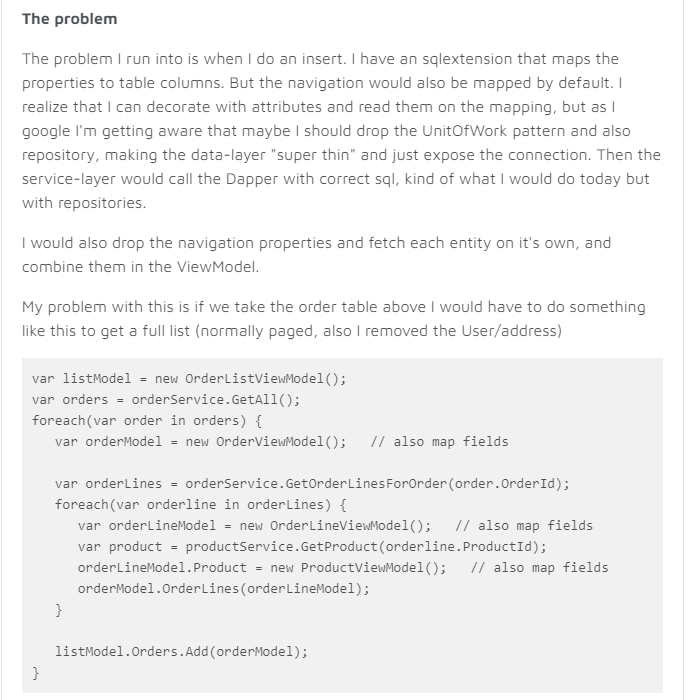 The problem
The problem I run into is when I do an insert. I have an sqlextension that maps the
properties to table columns. But the navigation would also be mapped by default. I
realize that I can decorate with attributes and read them on the mapping, but as I
google I'm getting aware that maybe I should drop the UnitOfWork pattern and also
repository, making the data-layer "super thin" and just expose the connection. Then the
service-layer would call the Dapper with correct sql, kind of what I would do today but
with repositories.
I would also drop the navigation properties and fetch each entity on it's own, and
combine them in the ViewModel.
My problem with this is if we take the order table above I would have to do something
like this to get a full list (normally paged, also I removed the User/address)
var listModel = new OrderListViewModel();
var orders = orderService.GetAll();
foreach(var order in orders) {
   var orderModel = new OrderViewModel();   // also map fields
   var orderLines = orderService.GetOrderLinesForOrder(order.OrderId);
   foreach(var orderline in orderLines) {
      var orderLineModel = new OrderLineViewModel();   // also map fields
      var product = productService.GetProduct(orderline.ProductId);
      orderLineModel.Product = new ProductViewModel();   // also map fields
      orderModel.OrderLines(orderLineModel);
   }
   listModel.Orders.Add(orderModel);
}